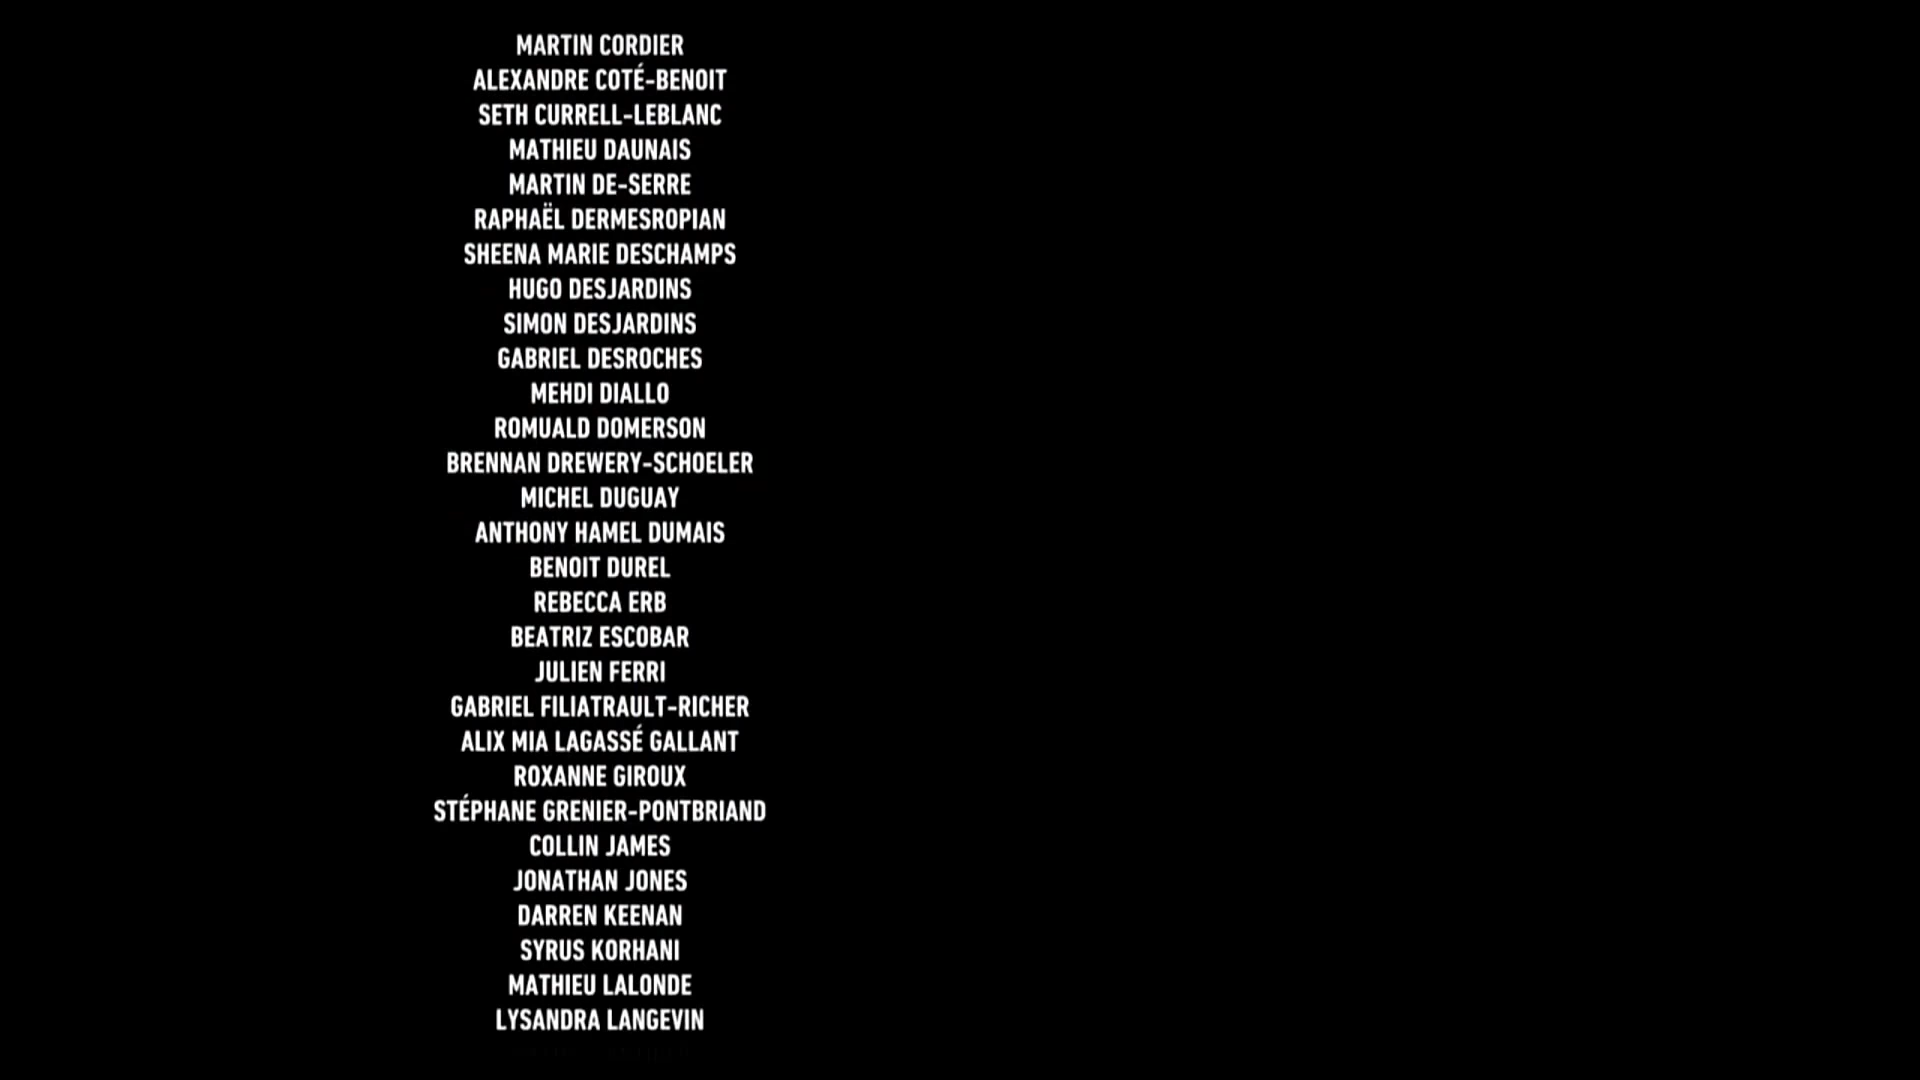 MARTIN CORDIER
ALEXANDRE COTÉ-BENOIT
SETH CURRELL-LEBLANC
MATHIEU DAUNAIS
MARTIN DE-SERRE
RAPHAËL DERMESROPIAN
SHEENA MARIE DESCHAMPS
HUGO DESJARDINS
SIMON DESJARDINS
GABRIEL DESROCHES
MEHDI DIALLO
ROMUALD DOMERSON
BRENNAN DREWERY-SCHOELER
MICHEL DUGUAY
ANTHONY HAMEL DUMAIS
BENOIT DUREL
REBECCA ERB
BEATRIZ ESCOBAR
JULIEN FERRI
GABRIEL FILIATRAULT-RICHER
ALIX MIA LAGASSÉ GALLANT
ROXANNE GIROUX
STÉPHANE GRENIER-PONTBRIAND
COLLIN JAMES
JONATHAN JONES
DARREN KEENAN
SYRUS KORHANI
MATHIEU LALONDE
LYSANDRA LANGEVIN